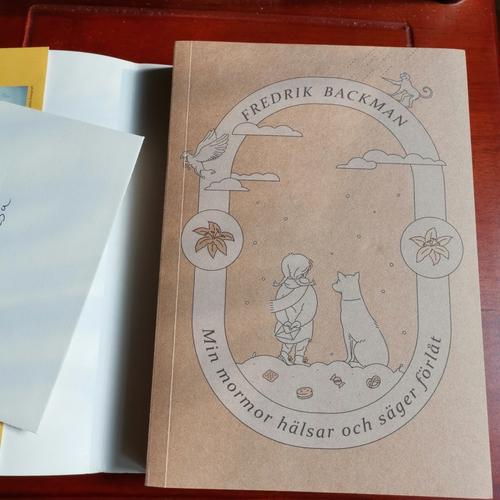 FREDRIK BACKMAN
Min mormor hälsar och säger förlåt